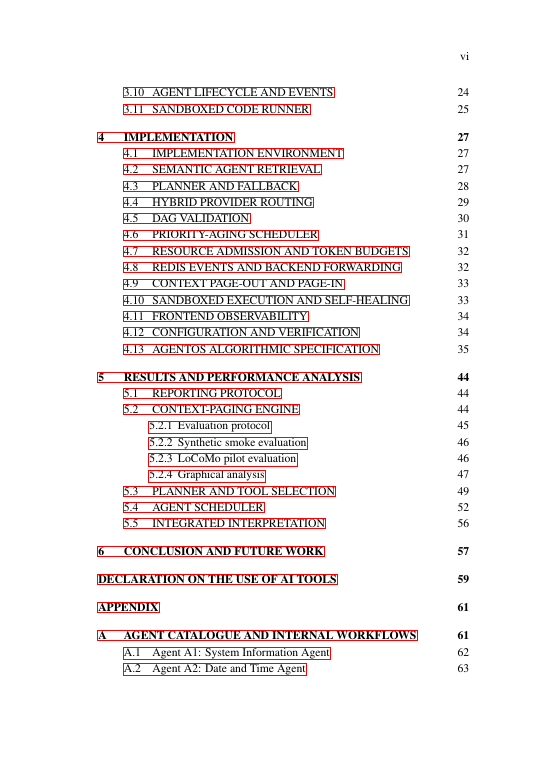 vi
3.10 AGENT LIFECYCLE AND EVENTS 24
3.11 SANDBOXED CODE RUNNER 25
4 IMPLEMENTATION 27
4.1 IMPLEMENTATION ENVIRONMENT 27
4.2 SEMANTIC AGENT RETRIEVAL 27
4.3 PLANNER AND FALLBACK 28
4.4 HYBRID PROVIDER ROUTING 29
4.5 DAG VALIDATION 30
4.6 PRIORITY-AGING SCHEDULER 31
4.7 RESOURCE ADMISSION AND TOKEN BUDGETS 32
4.8 REDIS EVENTS AND BACKEND FORWARDING 32
4.9 CONTEXT PAGE-OUT AND PAGE-IN 33
4.10 SANDBOXED EXECUTION AND SELF-HEALING 33
4.11 FRONTEND OBSERVABILITY 34
4.12 CONFIGURATION AND VERIFICATION 34
4.13 AGENTOS ALGORITHMIC SPECIFICATION 35
5 RESULTS AND PERFORMANCE ANALYSIS 44
5.1 REPORTING PROTOCOL 44
5.2 CONTEXT-PAGING ENGINE 44
5.2.1 Evaluation protocol 45
5.2.2 Synthetic smoke evaluation 46
5.2.3 LoCoMo pilot evaluation 46
5.2.4 Graphical analysis 47
5.3 PLANNER AND TOOL SELECTION 49
5.4 AGENT SCHEDULER 52
5.5 INTEGRATED INTERPRETATION 56
6 CONCLUSION AND FUTURE WORK 57
DECLARATION ON THE USE OF AI TOOLS 59
APPENDIX 61
A AGENT CATALOGUE AND INTERNAL WORKFLOWS 61
A.1 Agent A1: System Information Agent 62
A.2 Agent A2: Date and Time Agent 63